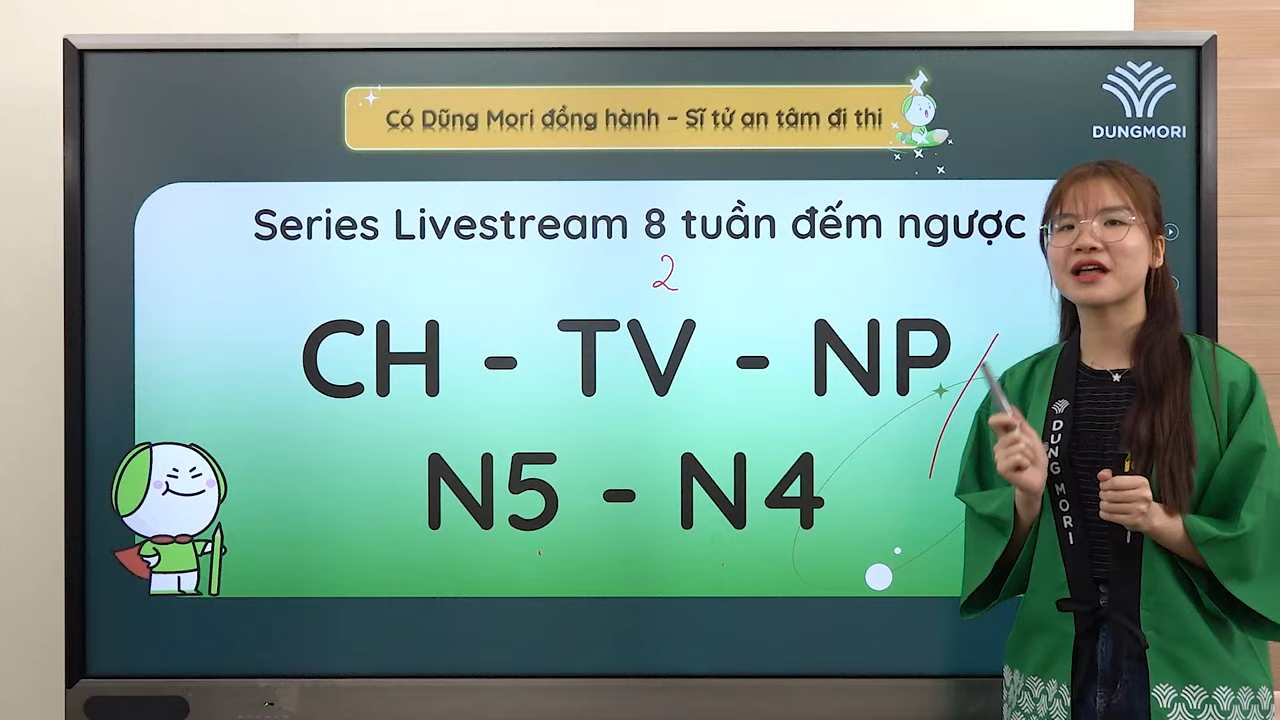 Có Dũng Mori đồng hành - Sĩ tử an tâm đi thi
DUNGMORI
Series Livestream 8 tuần đếm ngược
2
CH - TV - NP
N5 - N4
DUNG MORI